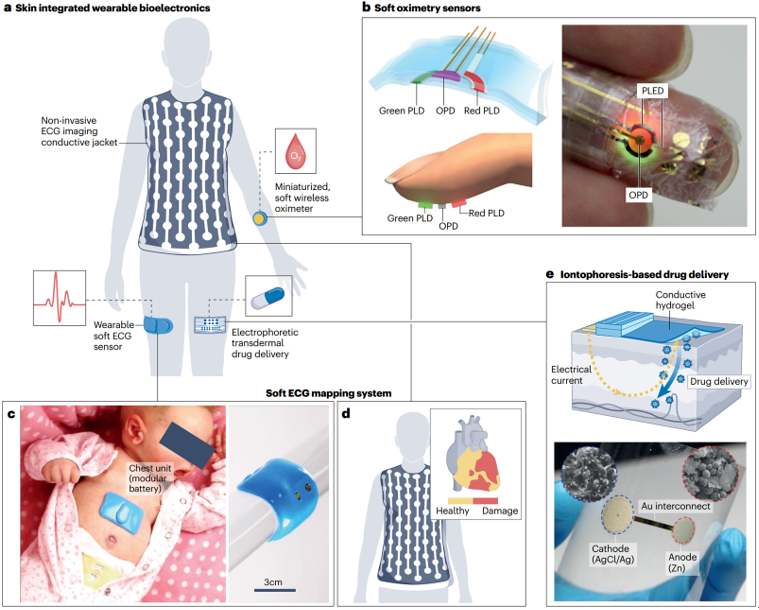 a Skin integrated wearable bioelectronics
Non-invasive
ECG imaging
conductive jacket
O2
Miniaturized,
soft wireless
oximeter
Wearable
soft ECG
sensor
Electrophoretic
transdermal
drug delivery
b Soft oximetry sensors
Green PLD
OPD
Red PLD
Green PLD
OPD
Red PLD
PLED
OPD
Soft ECG mapping system
c
Chest unit
(modular
battery)
3cm
d
Healthy
Damage
e Iontophoresis-based drug delivery
Conductive
hydrogel
Electrical
current
Drug delivery
Au interconnect
Cathode
(AgCl/Ag)
Anode
(Zn)